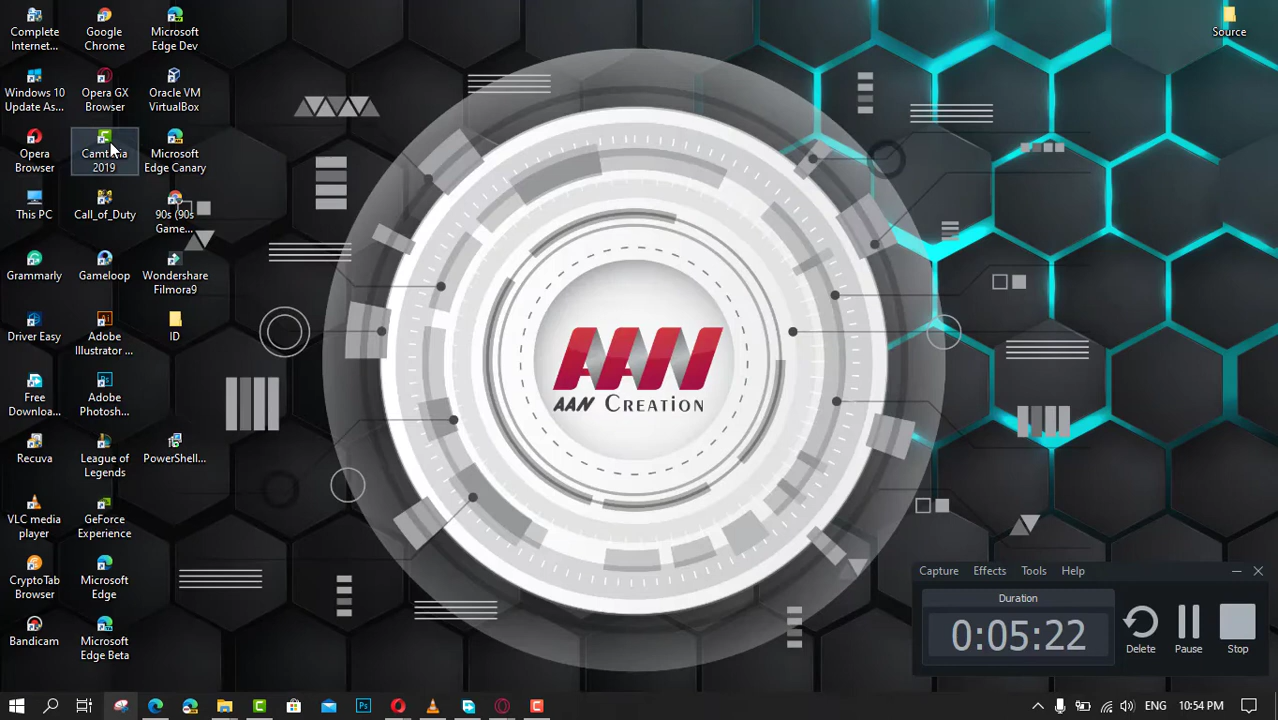 Complete
Internet...
Google
Chrome
Microsoft
Edge Dev
Source
Windows 10
Update As...
Opera GX
Browser
Oracle VM
VirtualBox
Opera
Browser
2019
Microsoft
Edge Canary
This PC
Call_of_Duty
90s (90s
Game...
Grammarly
Gameloop
Wondershare
Filmora9
Driver Easy
Adobe
Illustrator ...
ID
Free
Downloa...
Adobe
Photosh...
Recuva
League of
Legends
PowerShell...
VLC media
player
GeForce
Experience
CryptoTab
Browser
Microsoft
Edge
Bandicam
Microsoft
Edge Beta
AAN
AAN Creation
Capture Effects Tools Help
Duration
0:05:22
Delete
Pause
Stop
Ps
ENG
10:54 PM